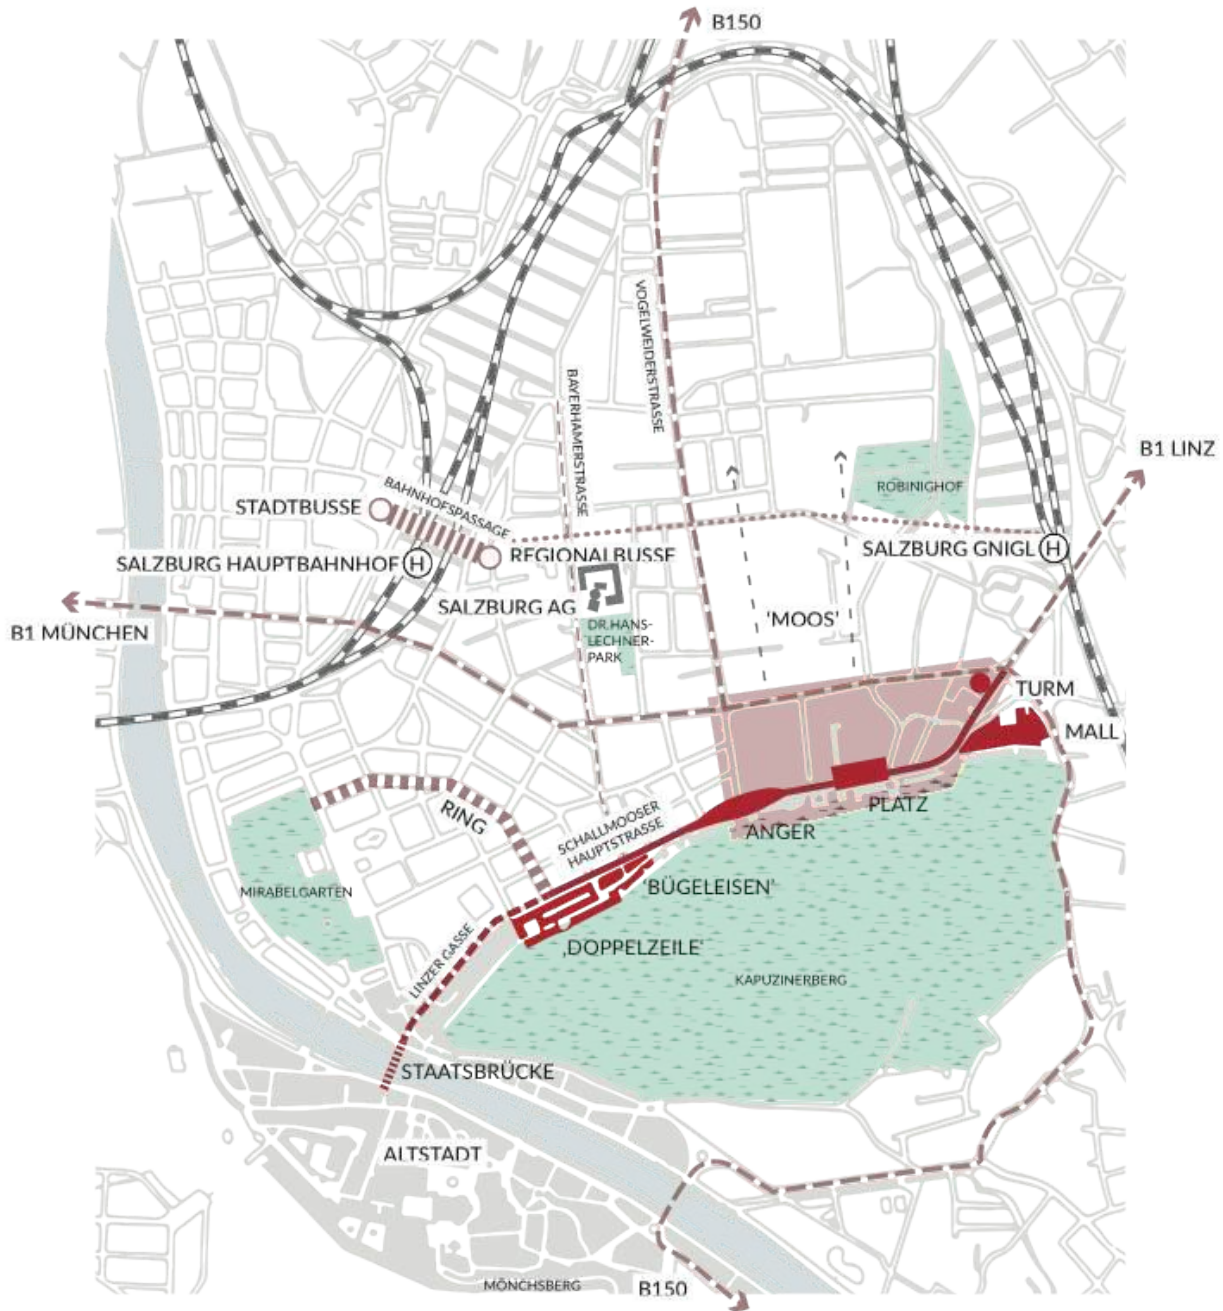 B150
VOGELWEIDERSTRASSE
BAYERHAMERSTRASSE
B1 LINZ
ROBINIGHOF
BAHNHOFSPASSAGE
STADTBUSSE
REGIONALBUSSE
SALZBURG GNIGL H
SALZBURG HAUPTBAHNHOF H
SALZBURG AG
'MOOS'
DR.HANS-
LECHNER-
PARK
B1 MÜNCHEN
TURM
MALL
PLATZ
ANGER
RING
SCHALLMOOSER
HAUPTSTRASSE
'BÜGELEISEN'
MIRABELGARTEN
‚DOPPELZEILE'
LINZER GASSE
KAPUZINERBERG
STAATSBRÜCKE
ALTSTADT
MÖNCHSBERG
B150